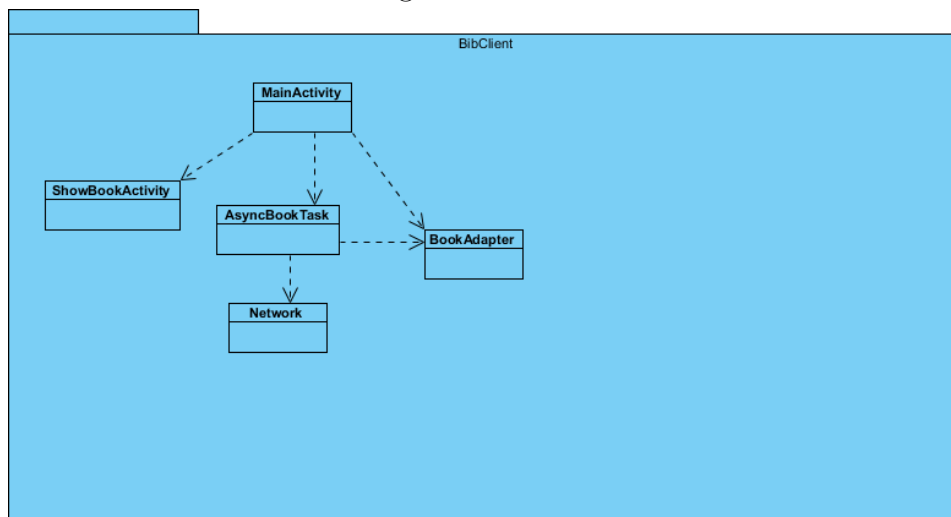 BibClient
MainActivity
ShowBookActivity
AsyncBookTask
BookAdapter
Network